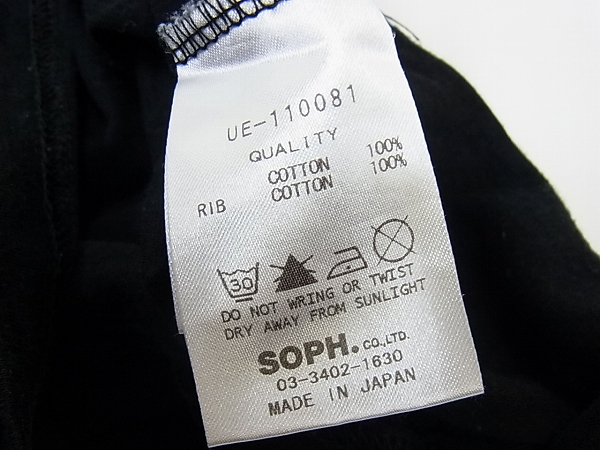 UE-110081
QUALITY
COTTON 100%
RIB COTTON 100%
30
DO NOT WRING OR TWIST
DRY AWAY FROM SUNLIGHT
SOPH. CO.,LTD.
03-3402-1630
MADE IN JAPAN